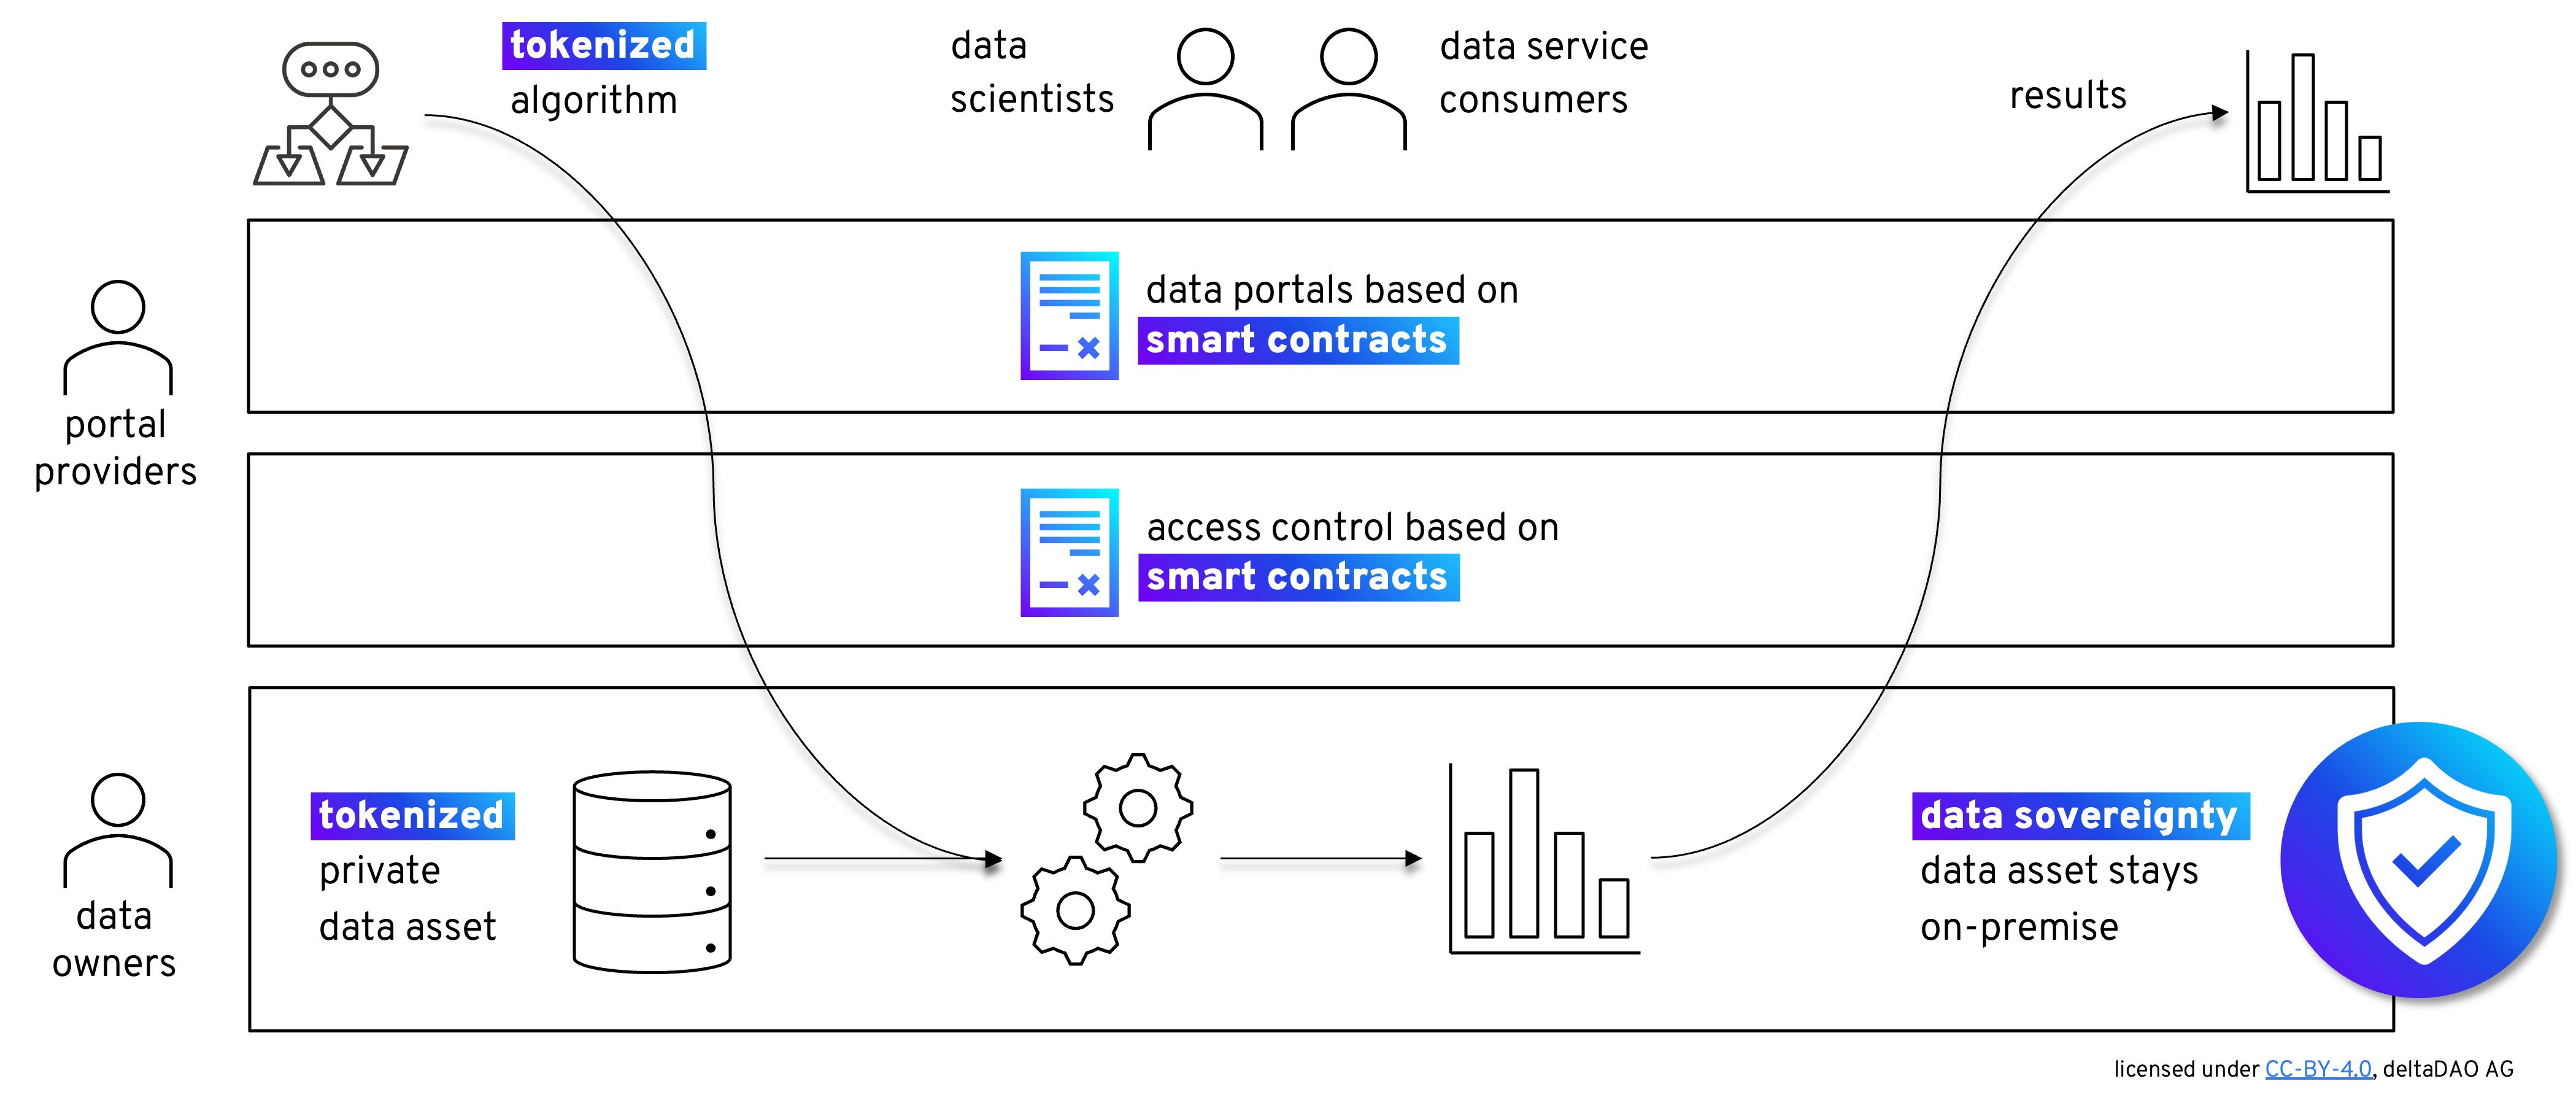 tokenized
algorithm
data
scientists
data service
consumers
results
portal
providers
data portals based on
smart contracts
access control based on
smart contracts
data
owners
tokenized
private
data asset
data sovereignty
data asset stays
on-premise
licensed under CC-BY-4.0, deltaDAO AG